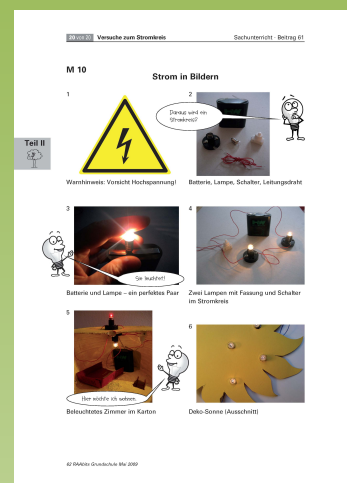 20 von 22 Versuche zum Stromkreis Sachunterricht · Beitrag 61
M 10
Strom in Bildern
Teil II
1
2
Daraus wird ein
Stromkreis?
Warnhinweis: Vorsicht Hochspannung!
Batterie, Lampe, Schalter, Leitungsdraht
3
4
Sie leuchtet!
Batterie und Lampe – ein perfektes Paar
Zwei Lampen mit Fassung und Schalter
im Stromkreis
5
6
Hier möchte ich wohnen.
Beleuchtetes Zimmer im Karton
Deko-Sonne (Ausschnitt)
62 RAAbits Grundschule Mai 2009